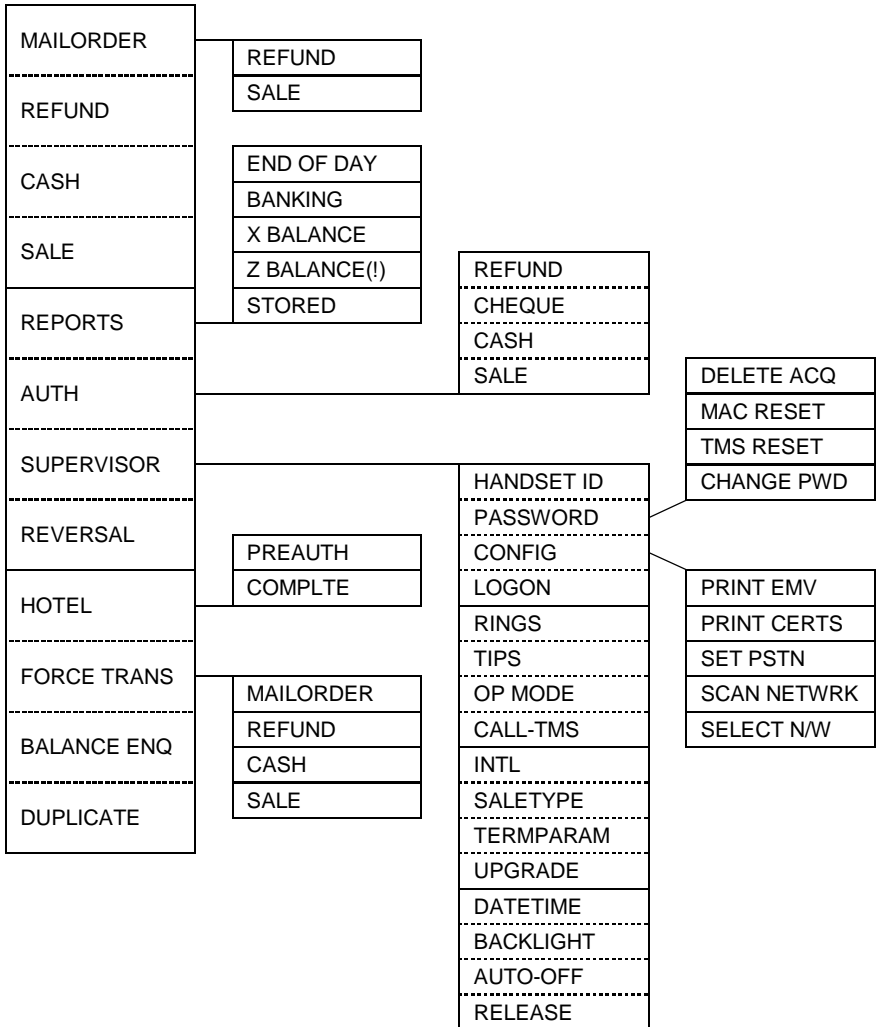 MAILORDER
REFUND
CASH
SALE
REPORTS
AUTH
SUPERVISOR
REVERSAL
HOTEL
FORCE TRANS
BALANCE ENQ
DUPLICATE
REFUND
SALE
END OF DAY
BANKING
X BALANCE
Z BALANCE(!)
STORED
REFUND
CHEQUE
CASH
SALE
HANDSET ID
PASSWORD
CONFIG
LOGON
RINGS
TIPS
OP MODE
CALL-TMS
INTL
SALETYPE
TERMPARAM
UPGRADE
DATETIME
BACKLIGHT
AUTO-OFF
RELEASE
DELETE ACQ
MAC RESET
TMS RESET
CHANGE PWD
PRINT EMV
PRINT CERTS
SET PSTN
SCAN NETWRK
SELECT N/W
PREAUTH
COMPLTE
MAILORDER
REFUND
CASH
SALE